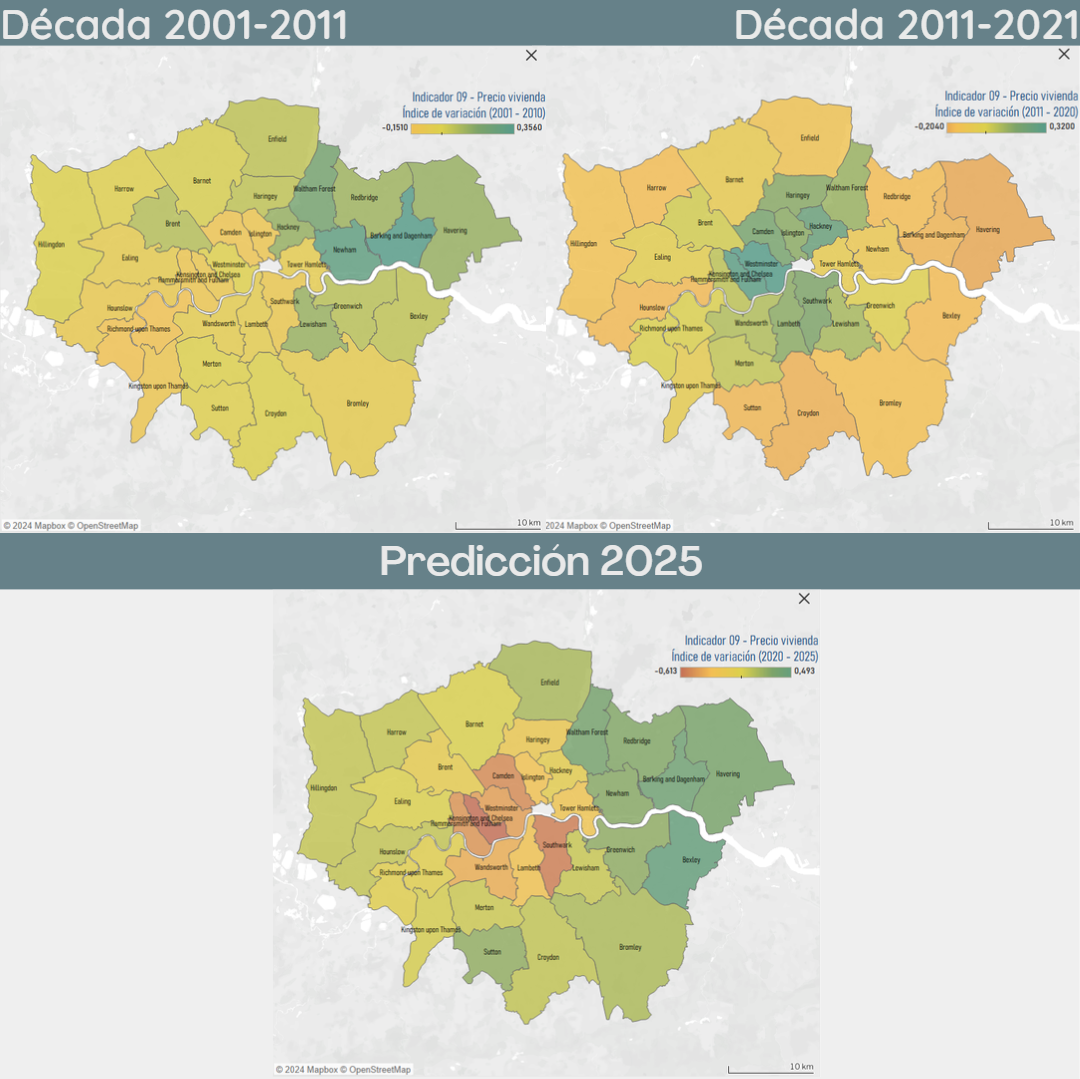 Década 2001-2011
Década 2011-2021
Indicador 09 - Precio vivienda
Índice de variación (2001 - 2010)
-0,1510
0,3560
Enfield
Harrow
Barnet
Waltham Forest
Haringey
Redbridge
Brent
Camden
Islington
Hackney
Barking and Dagenham
Havering
Hillingdon
Newham
Ealing
Westminster
Tower Hamlets
Kensington and Chelsea
Hammersmith and Fulham
Hounslow
Southwark
Greenwich
Richmond upon Thames
Wandsworth
Lambeth
Lewisham
Bexley
Merton
Kingston upon Thames
Sutton
Croydon
Bromley
© 2024 Mapbox © OpenStreetMap
10 km
Indicador 09 - Precio vivienda
Índice de variación (2011 - 2020)
-0,2040
0,3200
Enfield
Harrow
Barnet
Waltham Forest
Haringey
Redbridge
Brent
Camden
Islington
Hackney
Barking and Dagenham
Havering
Hillingdon
Newham
Ealing
Westminster
Tower Hamlets
Kensington and Chelsea
Hammersmith and Fulham
Hounslow
Southwark
Greenwich
Richmond upon Thames
Wandsworth
Lambeth
Lewisham
Bexley
Merton
Kingston upon Thames
Sutton
Croydon
Bromley
2024 Mapbox © OpenStreetMap
10 km
Predicción 2025
Indicador 09 - Precio vivienda
Índice de variación (2020 - 2025)
-0,613
0,493
Enfield
Harrow
Barnet
Waltham Forest
Haringey
Redbridge
Brent
Camden
Islington
Hackney
Barking and Dagenham
Havering
Hillingdon
Newham
Ealing
Westminster
Tower Hamlets
Kensington and Chelsea
Hammersmith and Fulham
Hounslow
Southwark
Greenwich
Richmond upon Thames
Wandsworth
Lambeth
Lewisham
Bexley
Merton
Kingston upon Thames
Sutton
Croydon
Bromley
© 2024 Mapbox © OpenStreetMap
10 km